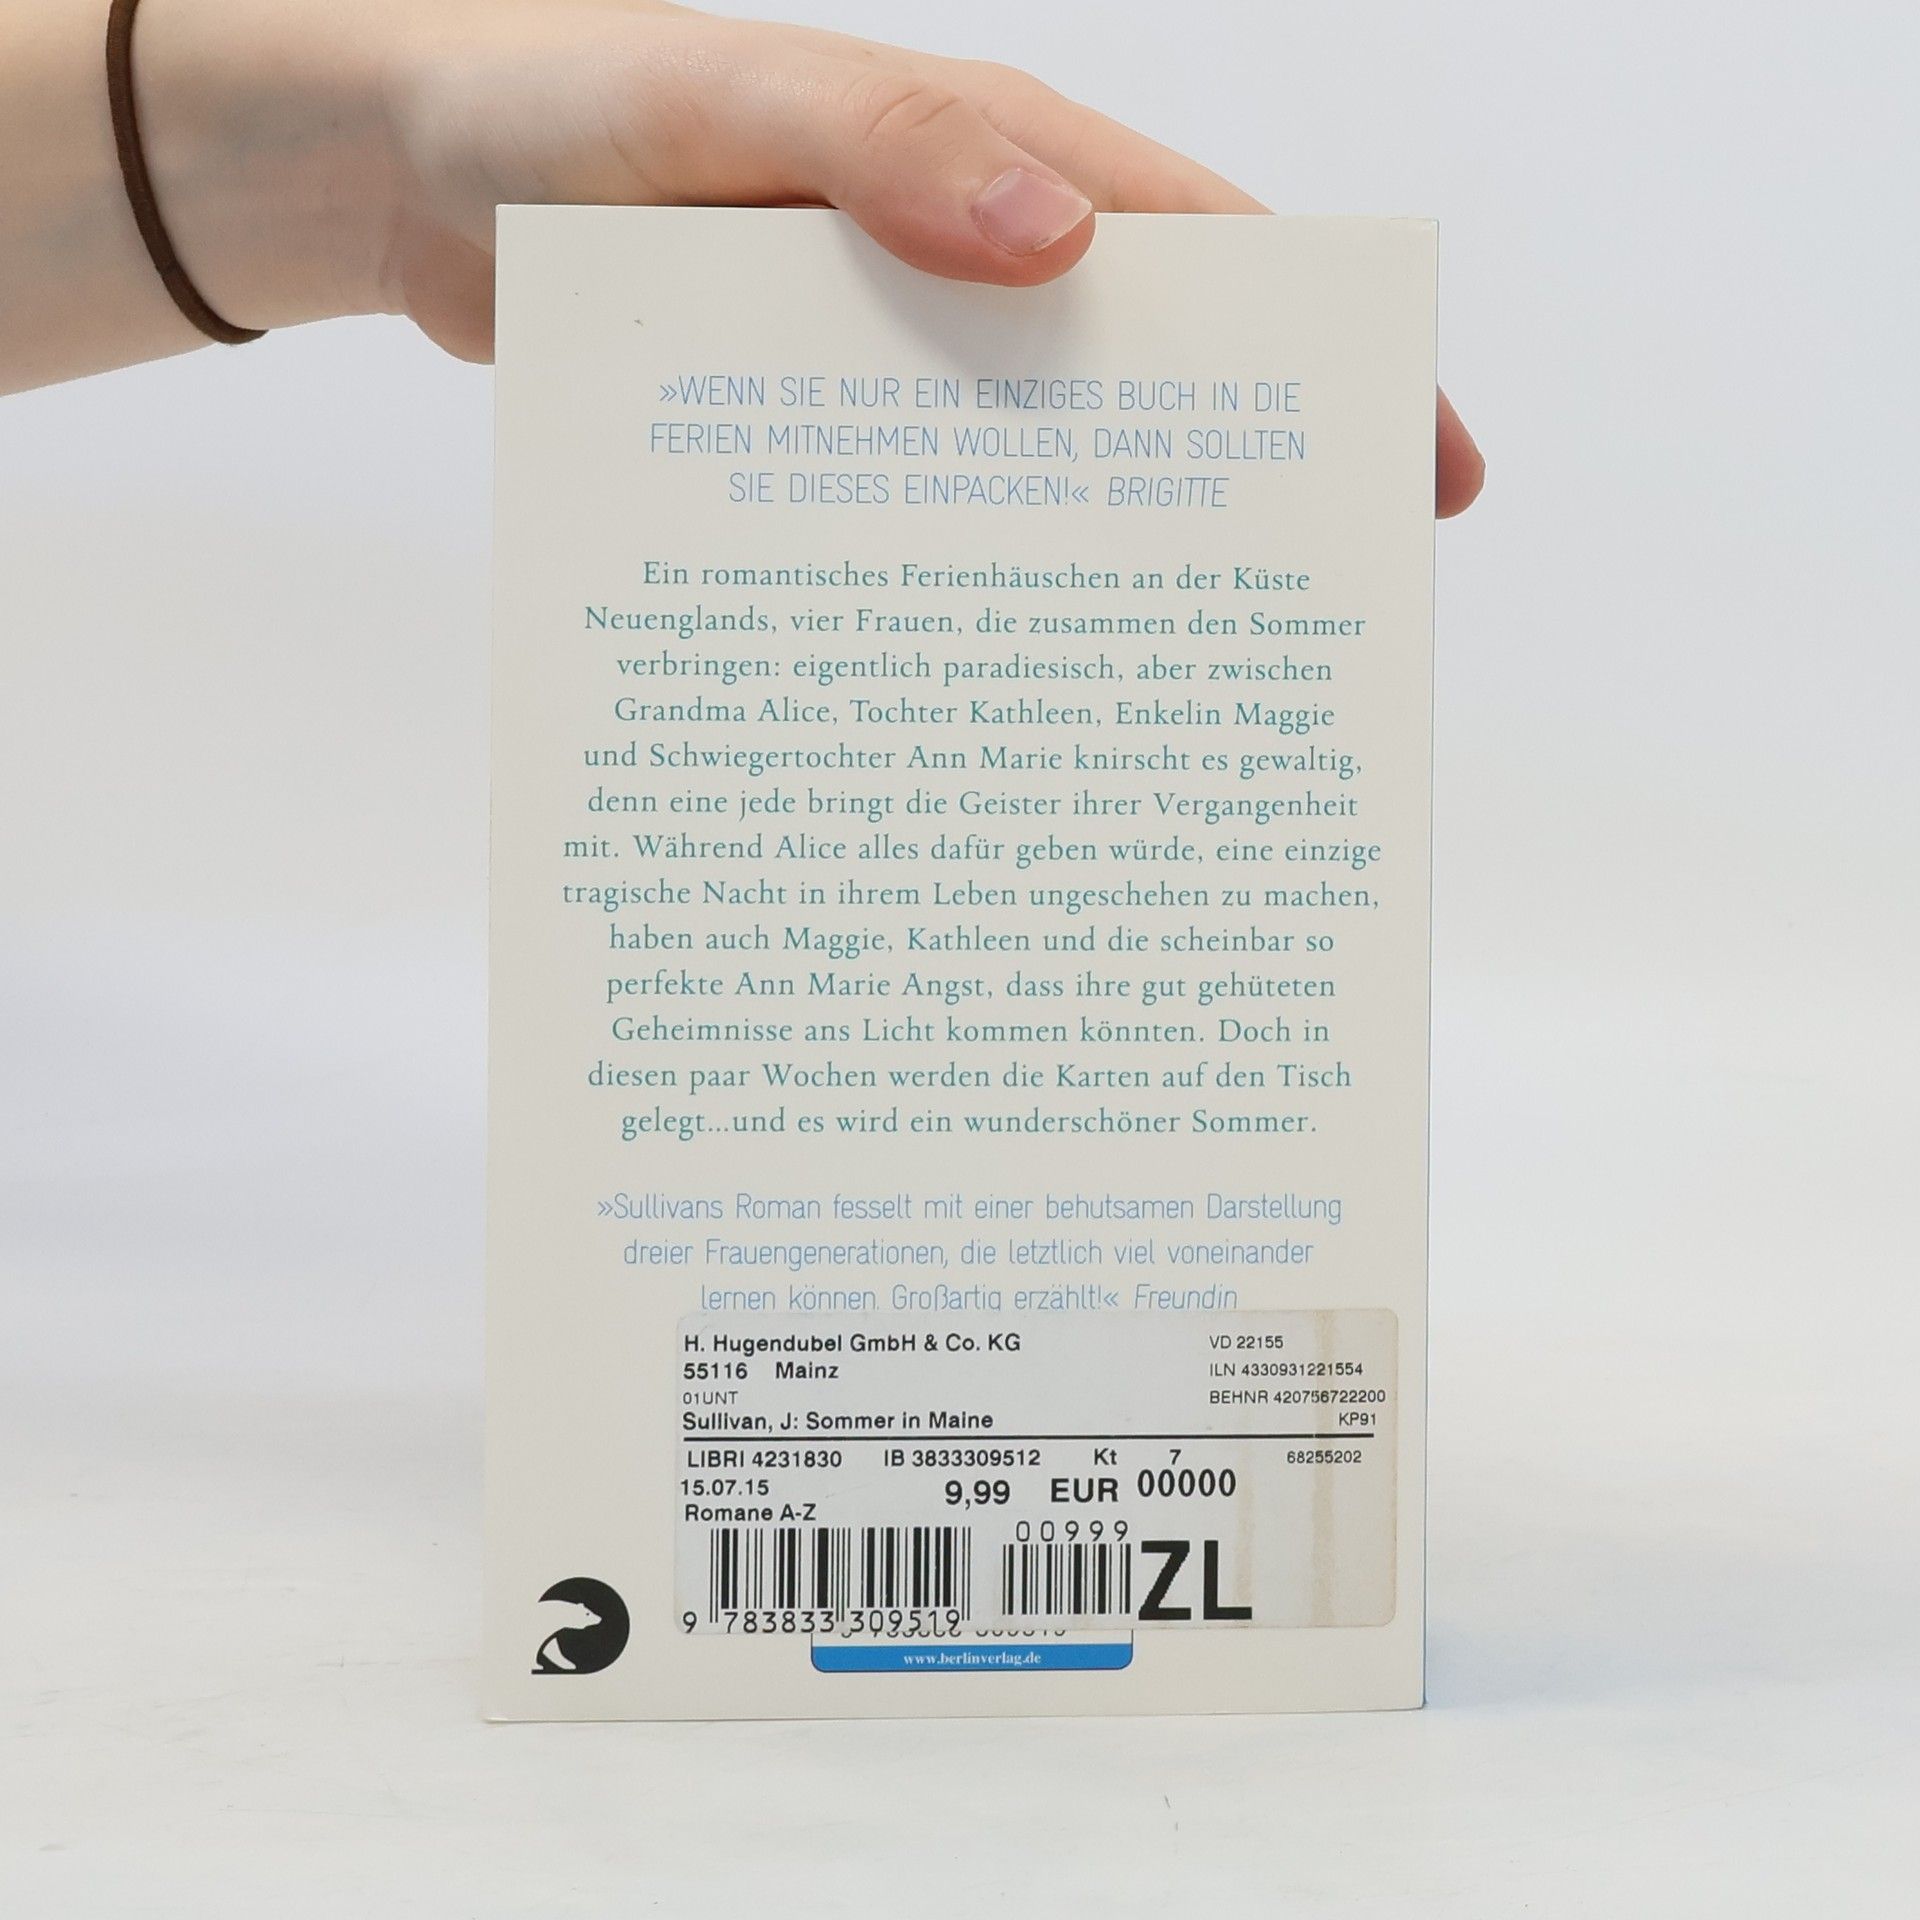 »WENN SIE NUR EIN EINZIGES BUCH IN DIE
FERIEN MITNEHMEN WOLLEN, DANN SOLLTEN
SIE DIESES EINPACKEN!« BRIGITTE
Ein romantisches Ferienhäuschen an der Küste
Neuenglands, vier Frauen, die zusammen den Sommer
verbringen: eigentlich paradiesisch, aber zwischen
Grandma Alice, Tochter Kathleen, Enkelin Maggie
und Schwiegertochter Ann Marie knirscht es gewaltig,
denn eine jede bringt die Geister ihrer Vergangenheit
mit. Während Alice alles dafür geben würde, eine einzige
tragische Nacht in ihrem Leben ungeschehen zu machen,
haben auch Maggie, Kathleen und die scheinbar so
perfekte Ann Marie Angst, dass ihre gut gehüteten
Geheimnisse ans Licht kommen könnten. Doch in
diesen paar Wochen werden die Karten auf den Tisch
gelegt...und es wird ein wunderschöner Sommer.
»Sullivans Roman fesselt mit einer behutsamen Darstellung
dreier Frauengenerationen, die letztlich viel voneinander
lernen können. Großartig erzählt!« Freundin
H. Hugendubel GmbH & Co. KG VD 22155
55116 Mainz ILN 4330931221554
01UNT BEHNR 420756722200
Sullivan, J: Sommer in Maine KP91
LIBRI 4231830 IB 3833309512 Kt 7 68255202
15.07.15 9,99 EUR 00000
Romane A-Z
00999
ZL
9 783833 309519
www.berlinverlag.de